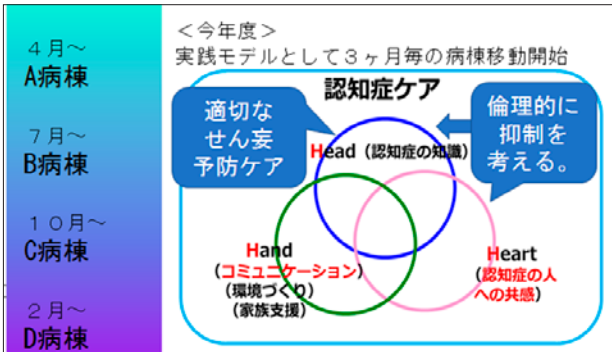 ４月～
A病棟
７月～
B病棟
１０月～
C病棟
２月～
D病棟
＜今年度＞
実践モデルとして３ヶ月毎の病棟移動開始
認知症ケア
適切な
せん妄
予防ケア
倫理的に
抑制を
考える。
Head（認知症の知識）
Hand
（コミュニケーション）
（環境づくり）
（家族支援）
Heart
（認知症の人
への共感）